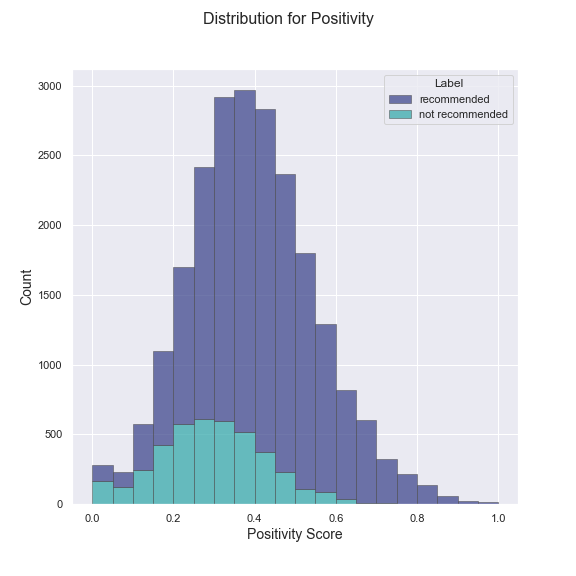 Distribution for Positivity
Label
recommended
not recommended
3000
2500
2000
1500
1000
500
0
Count
0.0 0.2 0.4 0.6 0.8 1.0
Positivity Score